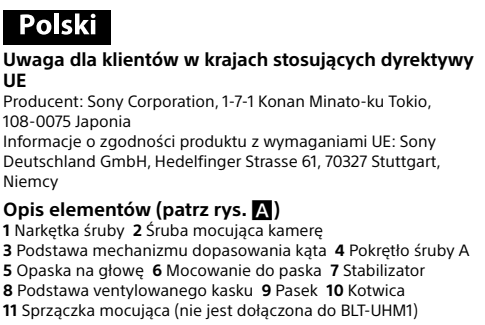 Polski
Uwaga dla klientów w krajach stosujących dyrektywy
UE
Producent: Sony Corporation, 1-7-1 Konan Minato-ku Tokio,
108-0075 Japonia
Informacje o zgodności produktu z wymaganiami UE: Sony
Deutschland GmbH, Hedelfinger Strasse 61, 70327 Stuttgart,
Niemcy
Opis elementów (patrz rys. A)
1 Narkętka śruby 2 Śruba mocująca kamerę
3 Podstawa mechanizmu dopasowania kąta 4 Pokrętło śruby A
5 Opaska na głowę 6 Mocowanie do paska 7 Stabilizator
8 Podstawa ventylowanego kasku 9 Pasek 10 Kotwica
11 Sprzączka mocująca (nie jest dołączona do BLT-UHM1)